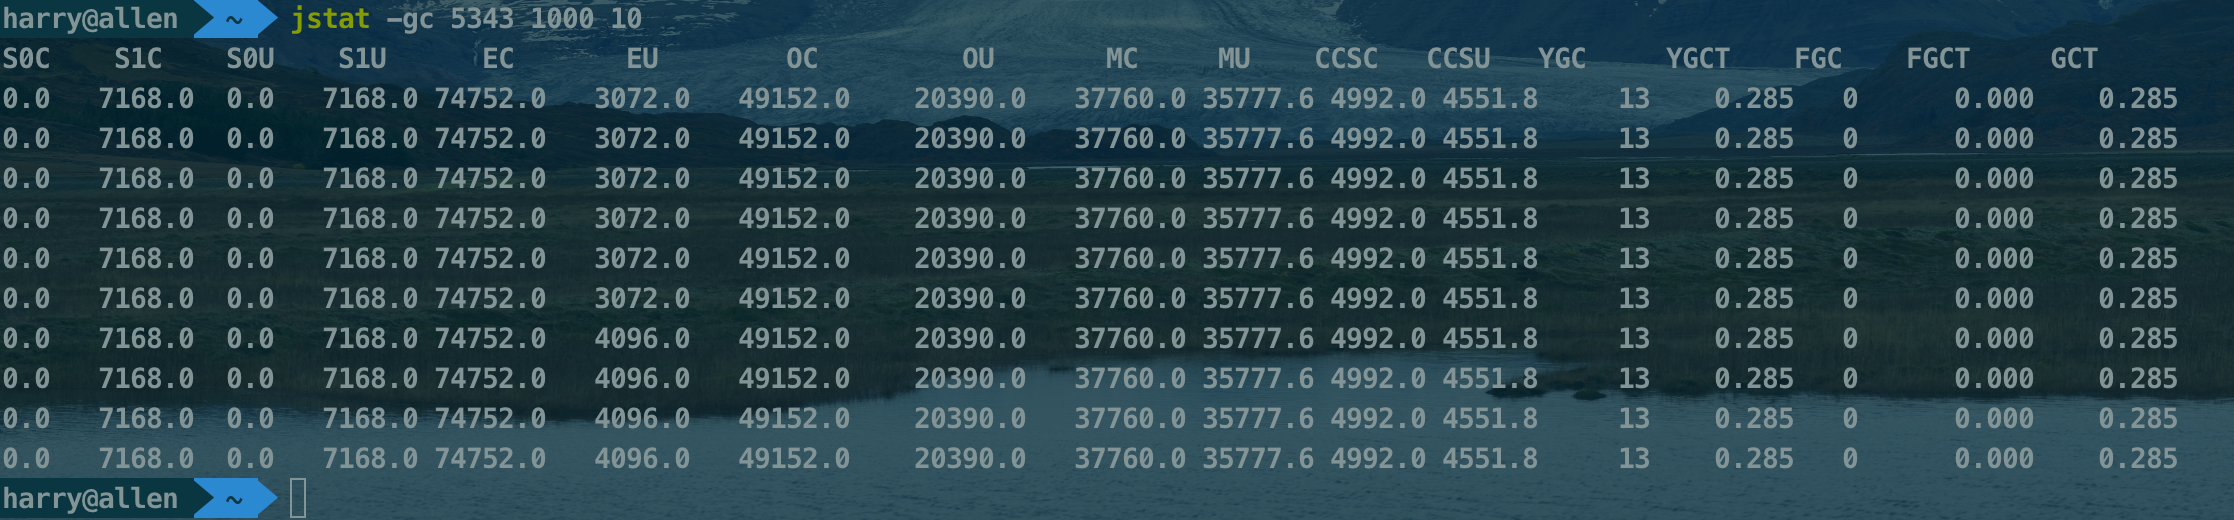 harry@allen ~ jstat -gc 5343 1000 10
S0C S1C S0U S1U EC EU OC OU MC MU CCSC CCSU YGC YGCT FGC FGCT GCT
0.0 7168.0 0.0 7168.0 74752.0 3072.0 49152.0 20390.0 37760.0 35777.6 4992.0 4551.8 13 0.285 0 0.000 0.285
0.0 7168.0 0.0 7168.0 74752.0 3072.0 49152.0 20390.0 37760.0 35777.6 4992.0 4551.8 13 0.285 0 0.000 0.285
0.0 7168.0 0.0 7168.0 74752.0 3072.0 49152.0 20390.0 37760.0 35777.6 4992.0 4551.8 13 0.285 0 0.000 0.285
0.0 7168.0 0.0 7168.0 74752.0 3072.0 49152.0 20390.0 37760.0 35777.6 4992.0 4551.8 13 0.285 0 0.000 0.285
0.0 7168.0 0.0 7168.0 74752.0 3072.0 49152.0 20390.0 37760.0 35777.6 4992.0 4551.8 13 0.285 0 0.000 0.285
0.0 7168.0 0.0 7168.0 74752.0 3072.0 49152.0 20390.0 37760.0 35777.6 4992.0 4551.8 13 0.285 0 0.000 0.285
0.0 7168.0 0.0 7168.0 74752.0 4096.0 49152.0 20390.0 37760.0 35777.6 4992.0 4551.8 13 0.285 0 0.000 0.285
0.0 7168.0 0.0 7168.0 74752.0 4096.0 49152.0 20390.0 37760.0 35777.6 4992.0 4551.8 13 0.285 0 0.000 0.285
0.0 7168.0 0.0 7168.0 74752.0 4096.0 49152.0 20390.0 37760.0 35777.6 4992.0 4551.8 13 0.285 0 0.000 0.285
0.0 7168.0 0.0 7168.0 74752.0 4096.0 49152.0 20390.0 37760.0 35777.6 4992.0 4551.8 13 0.285 0 0.000 0.285
harry@allen ~